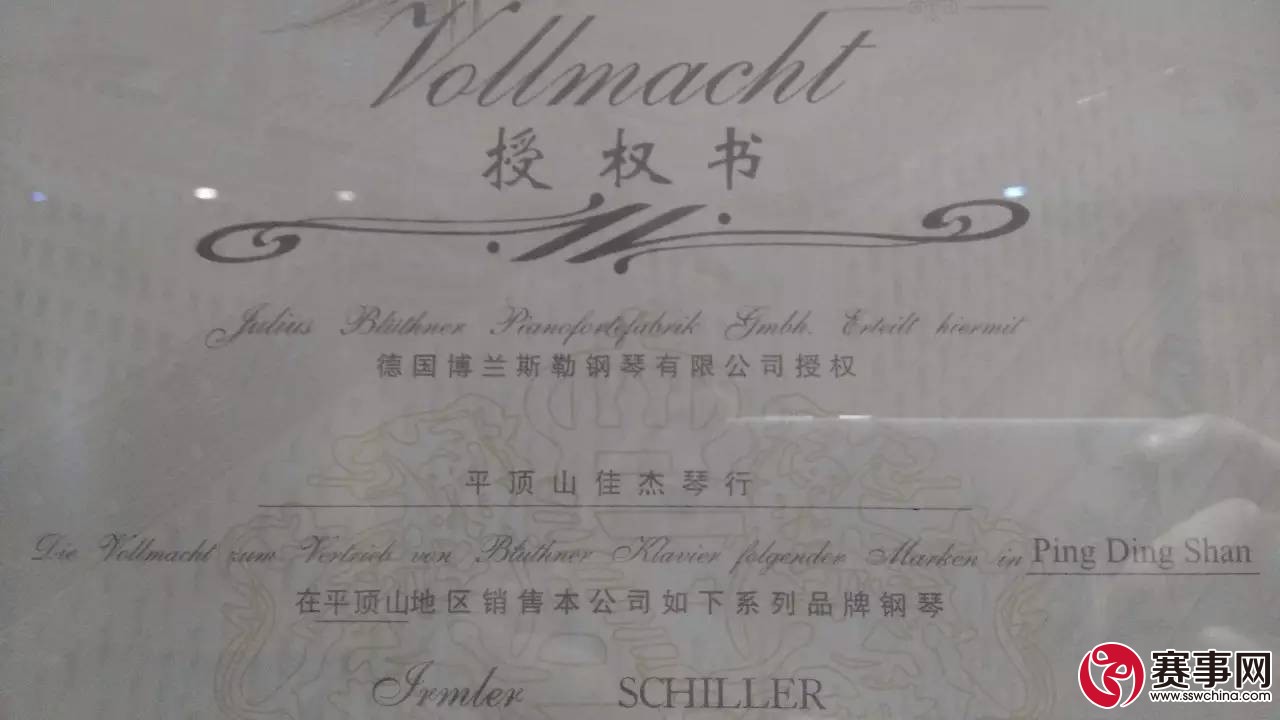 Vollmacht
授权书
Julius Blüthner Pianofortefabrik Gmbh. Erteilt hiermit
德国博兰斯勒钢琴有限公司授权
平顶山佳杰琴行
Die Vollmacht zum Vertrieb von Blüthner Klavier folgender Marken in Ping Ding Shan
在平顶山地区销售本公司如下系列品牌钢琴
Irmler SCHILLER
赛事网
www.sswchina.com